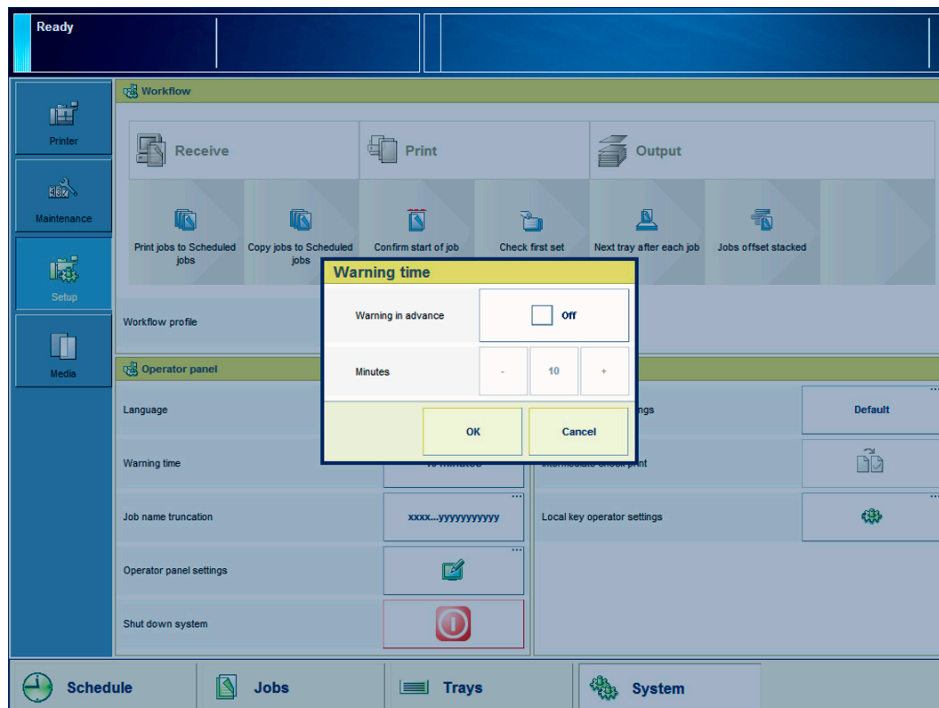 Ready
Workflow
Printer
Receive
Print
Output
Maintenance
Print jobs to Scheduled
jobs
Copy jobs to Scheduled
jobs
Confirm start of job
Check first set
Next tray after each job
Jobs offset stacked
Setup
Warning time
Warning in advance
Off
Workflow profile
Minutes
-
10
+
Media
Operator panel
Language
OK
Cancel
Default
Warning time
Job name truncation
xxxx...yyyyyyyyyyy
Local key operator settings
Operator panel settings
Shut down system
Schedule
Jobs
Trays
System